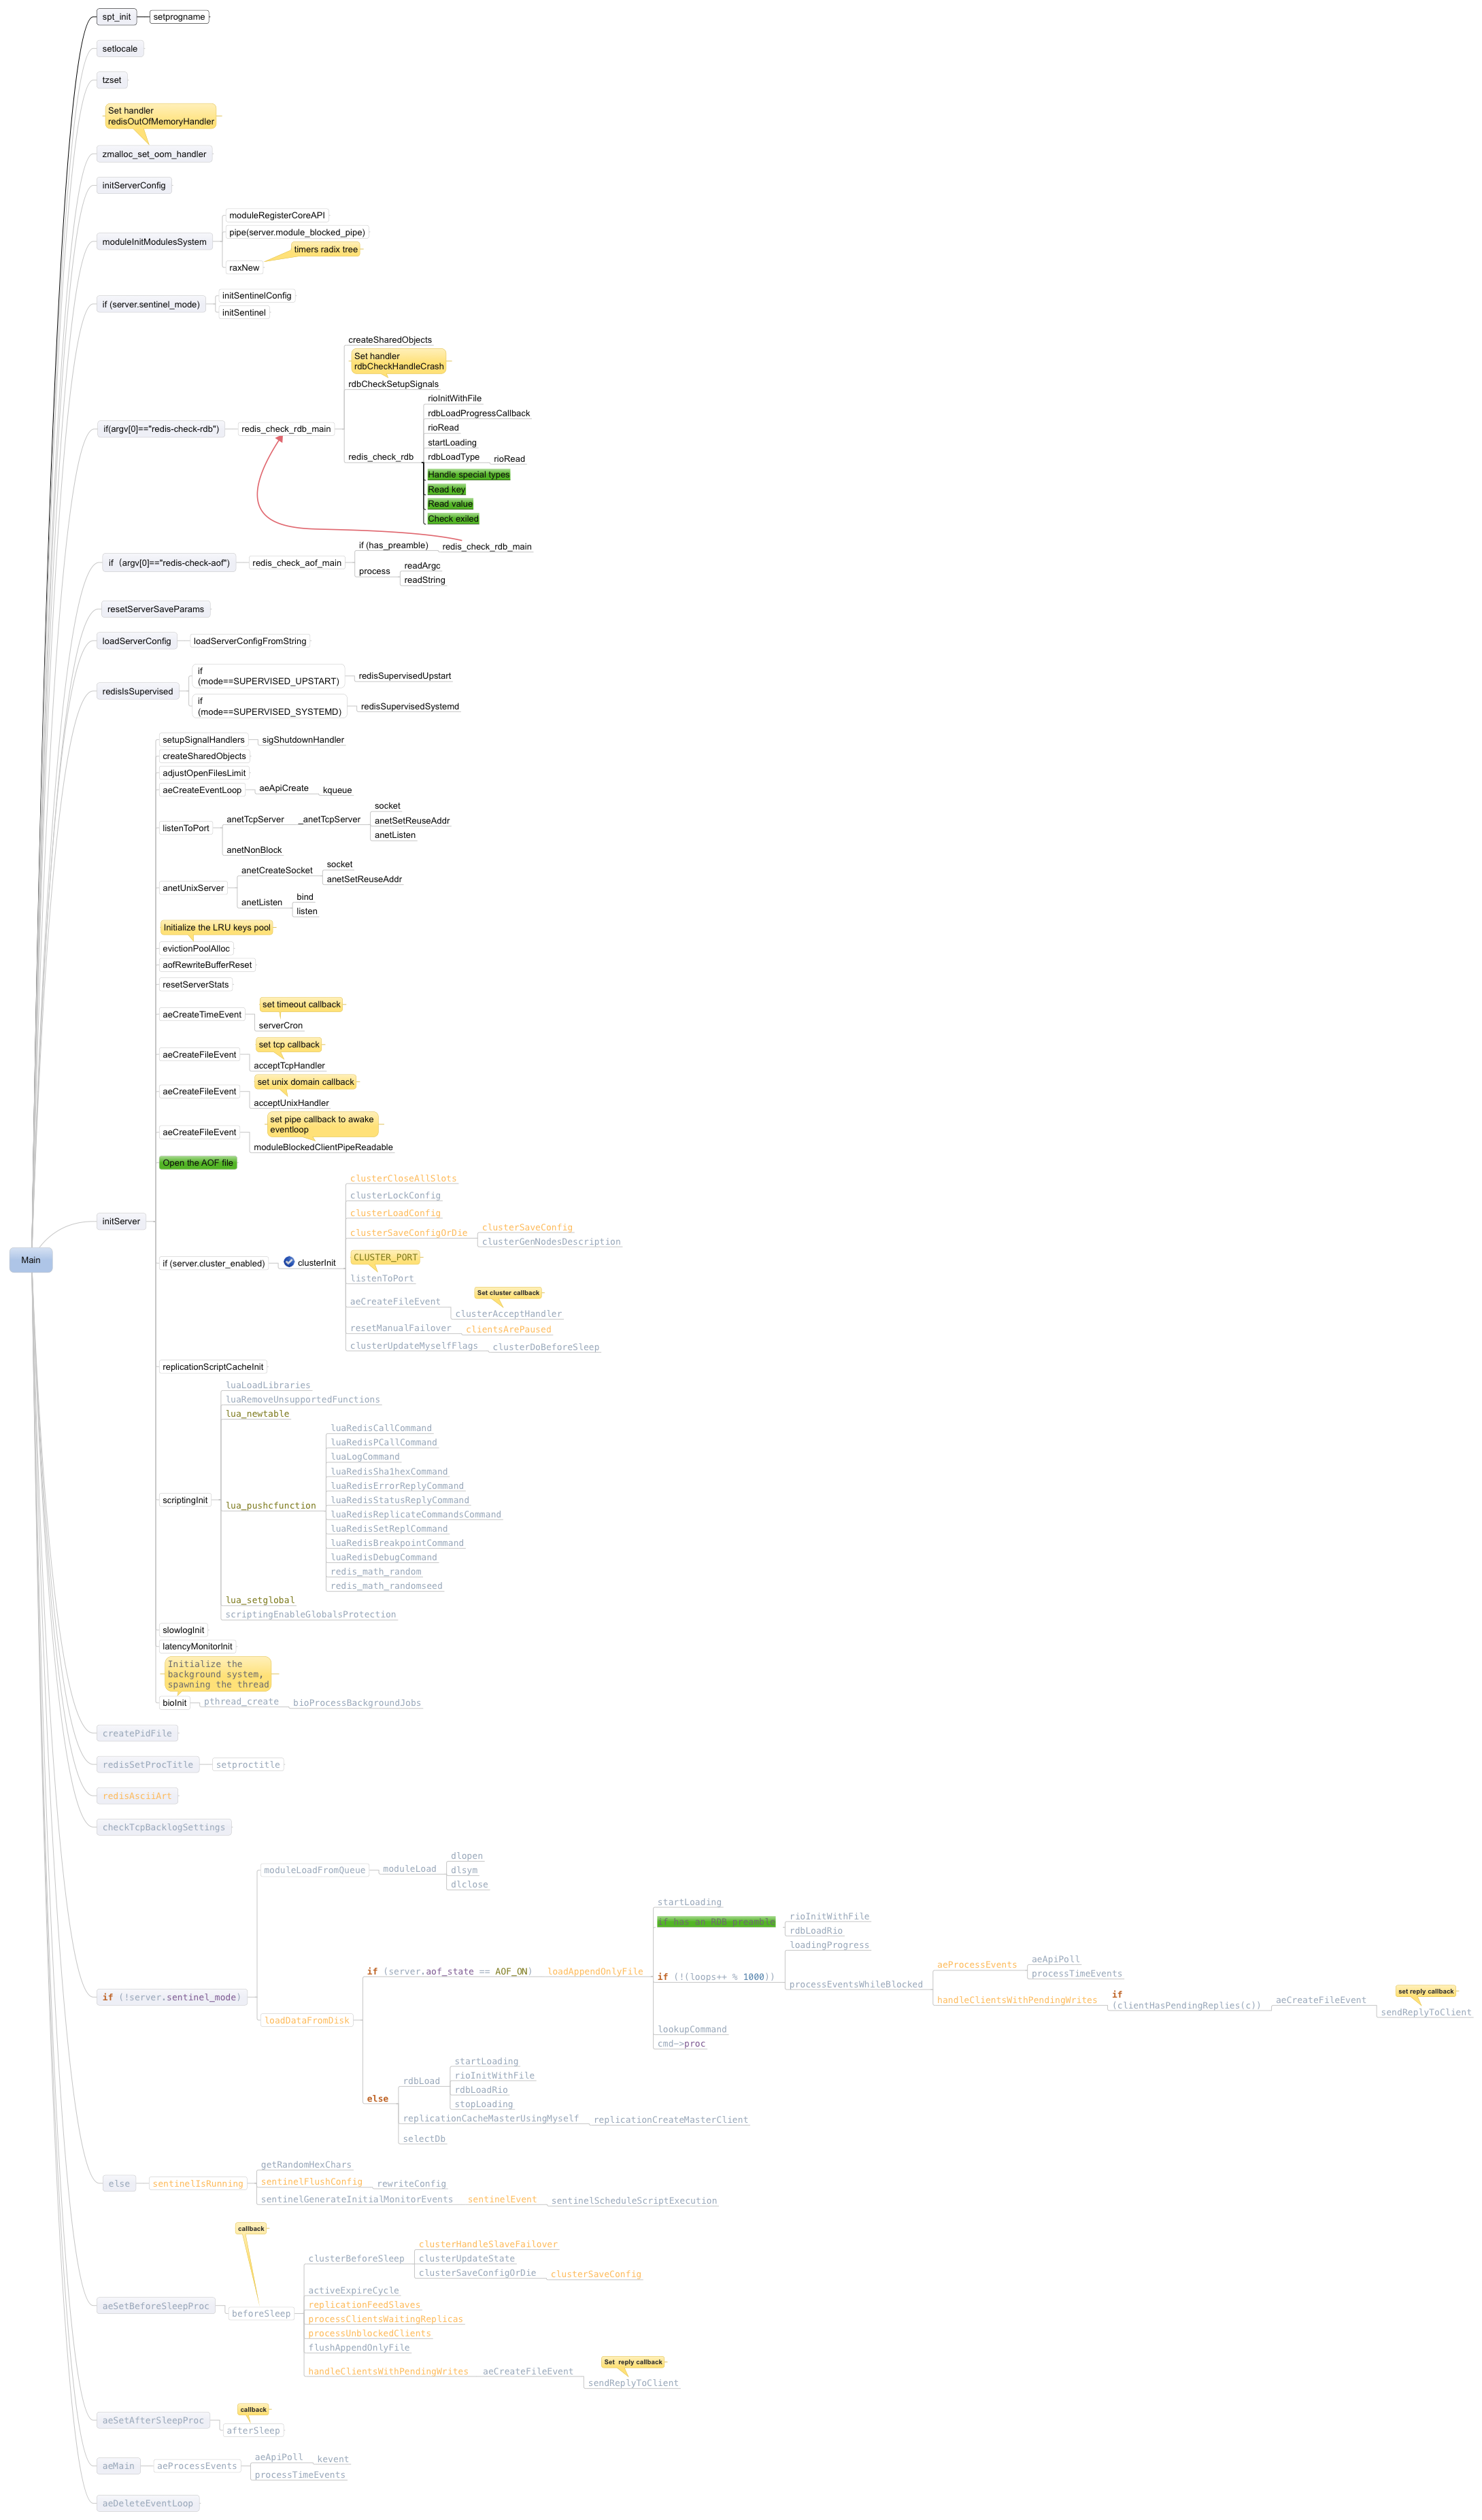 spt_init
setprogname
setlocale
tzset
Set handler
redisOutOfMemoryHandler
zmalloc_set_oom_handler
initServerConfig
moduleInitModulesSystem
moduleRegisterCoreAPI
pipe(server.module_blocked_pipe)
timers radix tree
raxNew
if (server.sentinel_mode)
initSentinelConfig
initSentinel
if(argv[0]=="redis-check-rdb")
redis_check_rdb_main
createSharedObjects
Set handler
rdbCheckHandleCrash
rdbCheckSetupSignals
redis_check_rdb
rioInitWithFile
rdbLoadProgressCallback
rioRead
startLoading
rdbLoadType
rioRead
Handle special types
Read key
Read value
Check exiled
if（argv[0]=="redis-check-aof")
redis_check_aof_main
if (has_preamble)
redis_check_rdb_main
process
readArgc
readString
resetServerSaveParams
loadServerConfig
loadServerConfigFromString
redisIsSupervised
if
(mode==SUPERVISED_UPSTART)
redisSupervisedUpstart
if
(mode==SUPERVISED_SYSTEMD)
redisSupervisedSystemd
Main
initServer
setupSignalHandlers
sigShutdownHandler
createSharedObjects
adjustOpenFilesLimit
aeCreateEventLoop
aeApiCreate
kqueue
listenToPort
anetTcpServer
_anetTcpServer
socket
anetSetReuseAddr
anetListen
anetNonBlock
anetUnixServer
anetCreateSocket
socket
anetSetReuseAddr
anetListen
bind
listen
Initialize the LRU keys pool
evictionPoolAlloc
aofRewriteBufferReset
resetServerStats
aeCreateTimeEvent
set timeout callback
serverCron
aeCreateFileEvent
set tcp callback
acceptTcpHandler
aeCreateFileEvent
set unix domain callback
acceptUnixHandler
aeCreateFileEvent
set pipe callback to awake
eventloop
moduleBlockedClientPipeReadable
Open the AOF file
if (server.cluster_enabled)
clusterInit
clusterCloseAllSlots
clusterLockConfig
clusterLoadConfig
clusterSaveConfigOrDie
clusterSaveConfig
clusterGenNodesDescription
CLUSTER_PORT
listenToPort
aeCreateFileEvent
Set cluster callback
clusterAcceptHandler
resetManualFailover
clientsArePaused
clusterUpdateMyselfFlags
clusterDoBeforeSleep
replicationScriptCacheInit
scriptingInit
luaLoadLibraries
luaRemoveUnsupportedFunctions
lua_newtable
lua_pushcfunction
luaRedisCallCommand
luaRedisPCallCommand
luaLogCommand
luaRedisSha1hexCommand
luaRedisErrorReplyCommand
luaRedisStatusReplyCommand
luaRedisReplicateCommandsCommand
luaRedisSetReplCommand
luaRedisBreakpointCommand
luaRedisDebugCommand
redis_math_random
redis_math_randomseed
lua_setglobal
scriptingEnableGlobalsProtection
slowlogInit
latencyMonitorInit
Initialize the
background system,
spawning the thread
bioInit
pthread_create
bioProcessBackgroundJobs
createPidFile
redisSetProcTitle
setproctitle
redisAsciiArt
checkTcpBacklogSettings
if (!server.sentinel_mode)
moduleLoadFromQueue
moduleLoad
dlopen
dlsym
dlclose
loadDataFromDisk
if (server.aof_state == AOF_ON)
loadAppendOnlyFile
startLoading
if has an RDB preamble
rioInitWithFile
rdbLoadRio
if (!(loops++ % 1000))
loadingProgress
processEventsWhileBlocked
aeProcessEvents
aeApiPoll
processTimeEvents
handleClientsWithPendingWrites
if
(clientHasPendingReplies(c))
aeCreateFileEvent
set reply callback
sendReplyToClient
lookupCommand
cmd->proc
else
rdbLoad
startLoading
rioInitWithFile
rdbLoadRio
stopLoading
replicationCacheMasterUsingMyself
replicationCreateMasterClient
selectDb
else
sentinelIsRunning
getRandomHexChars
sentinelFlushConfig
rewriteConfig
sentinelGenerateInitialMonitorEvents
sentinelEvent
sentinelScheduleScriptExecution
aeSetBeforeSleepProc
callback
beforeSleep
clusterBeforeSleep
clusterHandleSlaveFailover
clusterUpdateState
clusterSaveConfigOrDie
clusterSaveConfig
activeExpireCycle
replicationFeedSlaves
processClientsWaitingReplicas
processUnblockedClients
flushAppendOnlyFile
handleClientsWithPendingWrites
aeCreateFileEvent
Set  reply callback
sendReplyToClient
aeSetAfterSleepProc
callback
afterSleep
aeMain
aeProcessEvents
aeApiPoll
kevent
processTimeEvents
aeDeleteEventLoop